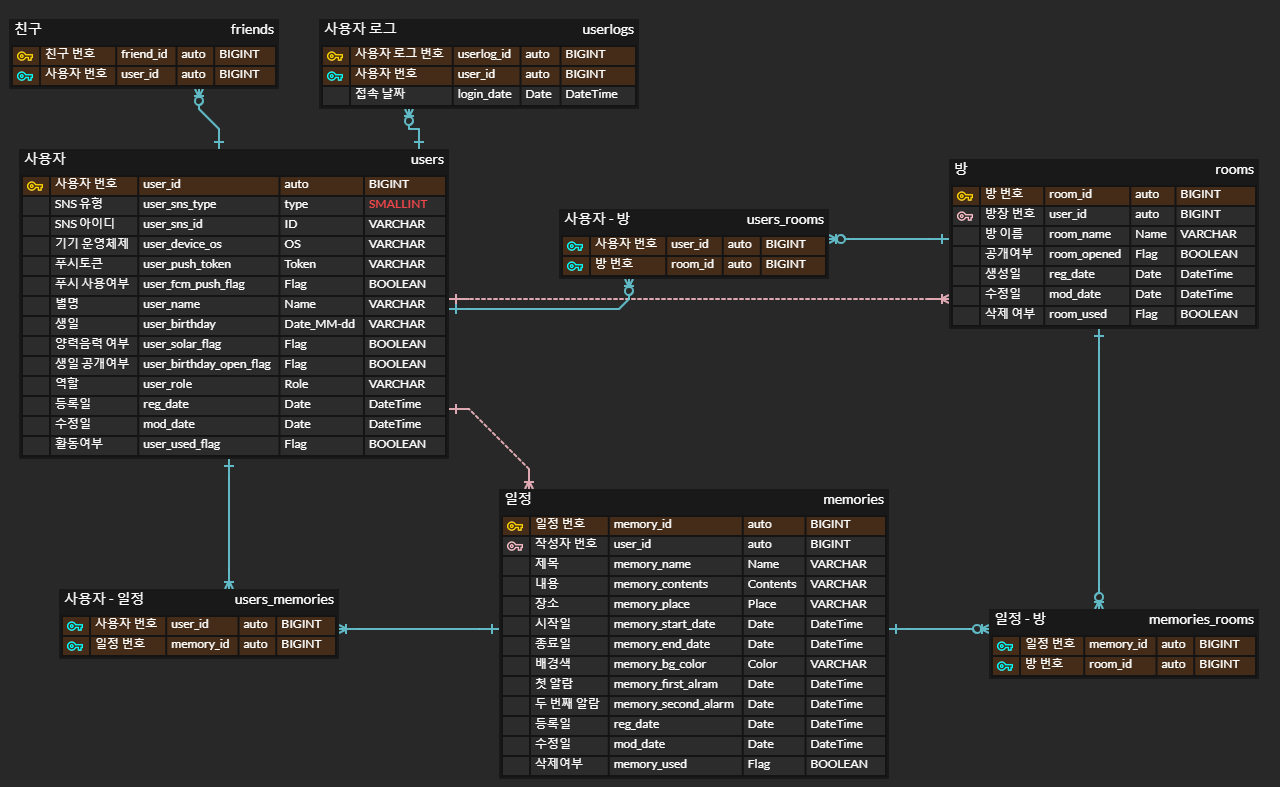 친구 friends
친구 번호 friend_id auto BIGINT
사용자 번호 user_id auto BIGINT
사용자 로그 userlogs
사용자 로그 번호 userlog_id auto BIGINT
사용자 번호 user_id auto BIGINT
접속 날짜 login_date Date DateTime
사용자 users
사용자 번호 user_id auto BIGINT
SNS 유형 user_sns_type type SMALLINT
SNS 아이디 user_sns_id ID VARCHAR
기기 운영체제 user_device_os OS VARCHAR
푸시토큰 user_push_token Token VARCHAR
푸시 사용여부 user_fcm_push_flag Flag BOOLEAN
별명 user_name Name VARCHAR
생일 user_birthday Date_MM-dd VARCHAR
양력음력 여부 user_solar_flag Flag BOOLEAN
생일 공개여부 user_birthday_open_flag Flag BOOLEAN
역할 user_role Role VARCHAR
등록일 reg_date Date DateTime
수정일 mod_date Date DateTime
활동여부 user_used_flag Flag BOOLEAN
사용자 - 방 users_rooms
사용자 번호 user_id auto BIGINT
방 번호 room_id auto BIGINT
방 rooms
방 번호 room_id auto BIGINT
방장 번호 user_id auto BIGINT
방 이름 room_name Name VARCHAR
공개여부 room_opened Flag BOOLEAN
생성일 reg_date Date DateTime
수정일 mod_date Date DateTime
삭제 여부 room_used Flag BOOLEAN
일정 memories
일정 번호 memory_id auto BIGINT
작성자 번호 user_id auto BIGINT
제목 memory_name Name VARCHAR
내용 memory_contents Contents VARCHAR
장소 memory_place Place VARCHAR
시작일 memory_start_date Date DateTime
종료일 memory_end_date Date DateTime
배경색 memory_bg_color Color VARCHAR
첫 알람 memory_first_alram Date DateTime
두 번째 알람 memory_second_alarm Date DateTime
등록일 reg_date Date DateTime
수정일 mod_date Date DateTime
삭제여부 memory_used Flag BOOLEAN
사용자 - 일정 users_memories
사용자 번호 user_id auto BIGINT
일정 번호 memory_id auto BIGINT
일정 - 방 memories_rooms
일정 번호 memory_id auto BIGINT
방 번호 room_id auto BIGINT